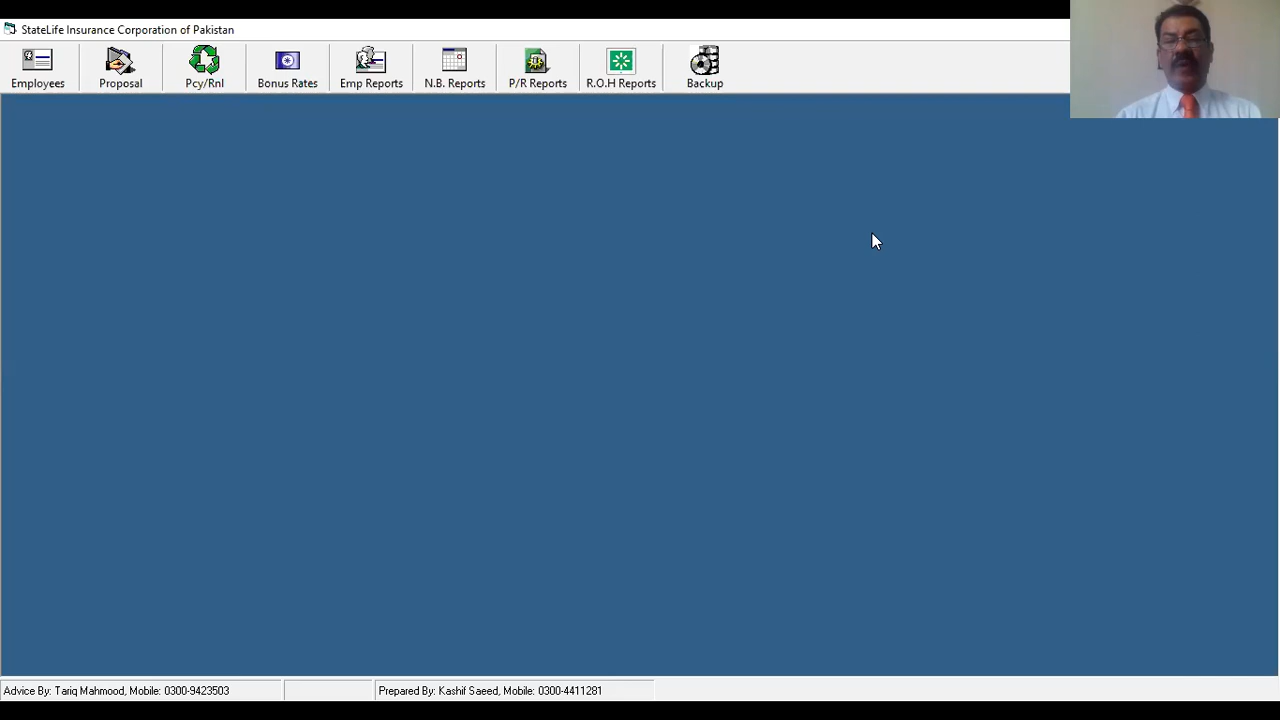 StateLife Insurance Corporation of Pakistan
Employees Proposal Pcy/Rnl Bonus Rates Emp Reports N.B. Reports P/R Reports R.O.H Reports Backup
Advice By: Tariq Mahmood, Mobile: 0300-9423503 Prepared By: Kashif Saeed, Mobile: 0300-4411281